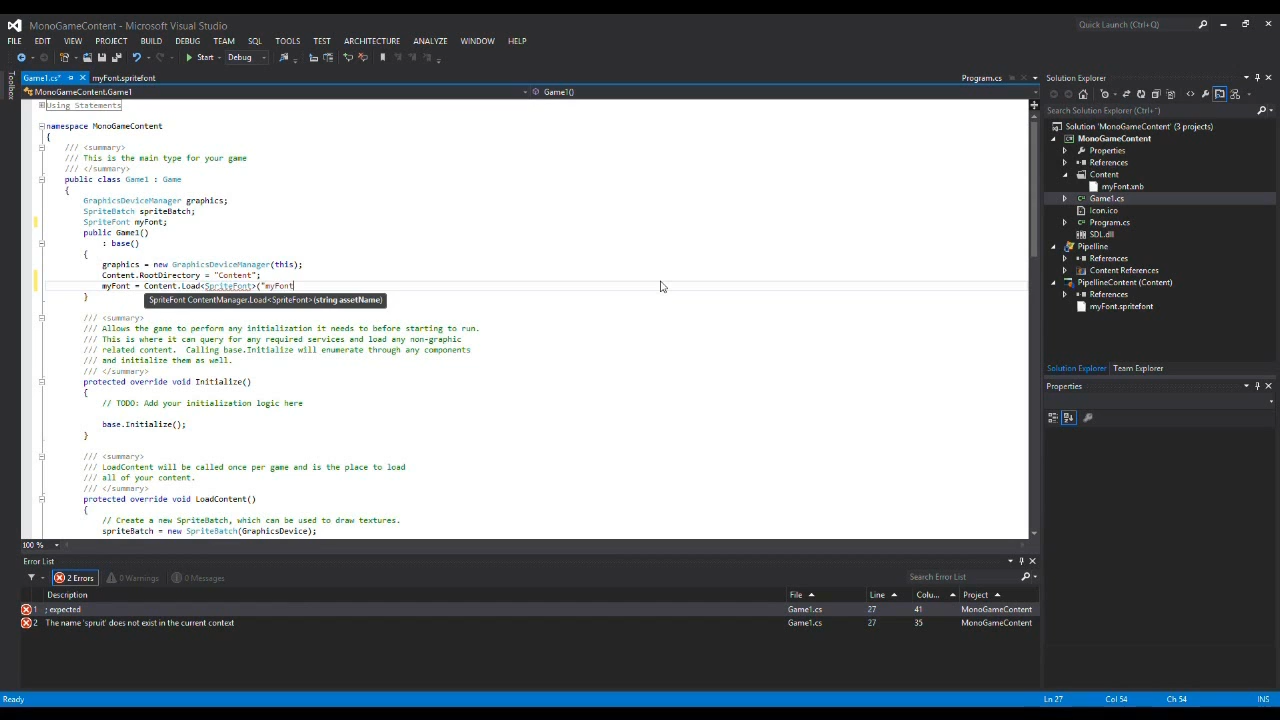 MonoGameContent - Microsoft Visual Studio
Quick Launch (Ctrl+Q)
FILE EDIT VIEW PROJECT BUILD DEBUG TEAM SQL TOOLS TEST ARCHITECTURE ANALYZE WINDOW HELP
Start Debug
Toolbox
Game1.cs* myFont.spritefont Program.cs
MonoGameContent.Game1 Game1()
Using Statements
namespace MonoGameContent
{
/// <summary>
/// This is the main type for your game
/// </summary>
public class Game1 : Game
{
GraphicsDeviceManager graphics;
SpriteBatch spriteBatch;
SpriteFont myFont;
public Game1()
: base()
{
graphics = new GraphicsDeviceManager(this);
Content.RootDirectory = "Content";
myFont = Content.Load<SpriteFont>("myFont
}
SpriteFont ContentManager.Load<SpriteFont>(string assetName)
/// <summary>
/// Allows the game to perform any initialization it needs to before starting to run.
/// This is where it can query for any required services and load any non-graphic
/// related content.  Calling base.Initialize will enumerate through any components
/// and initialize them as well.
/// </summary>
protected override void Initialize()
{
// TODO: Add your initialization logic here
base.Initialize();
}
/// <summary>
/// LoadContent will be called once per game and is the place to load
/// all of your content.
/// </summary>
protected override void LoadContent()
{
// Create a new SpriteBatch, which can be used to draw textures.
spriteBatch = new SpriteBatch(GraphicsDevice);
100 %
Solution Explorer
Search Solution Explorer (Ctrl+¨)
Solution 'MonoGameContent' (3 projects)
MonoGameContent
Properties
References
Content
myFont.xnb
Game1.cs
Icon.ico
Program.cs
SDL.dll
Pipelline
References
Content References
PipellineContent (Content)
References
myFont.spritefont
Solution Explorer Team Explorer
Properties
Error List
2 Errors 0 Warnings 0 Messages
Search Error List
Description File Line Colu... Project
1 ; expected Game1.cs 27 41 MonoGameContent
2 The name 'spruit' does not exist in the current context Game1.cs 27 35 MonoGameContent
Ready Ln 27 Col 54 Ch 54 INS